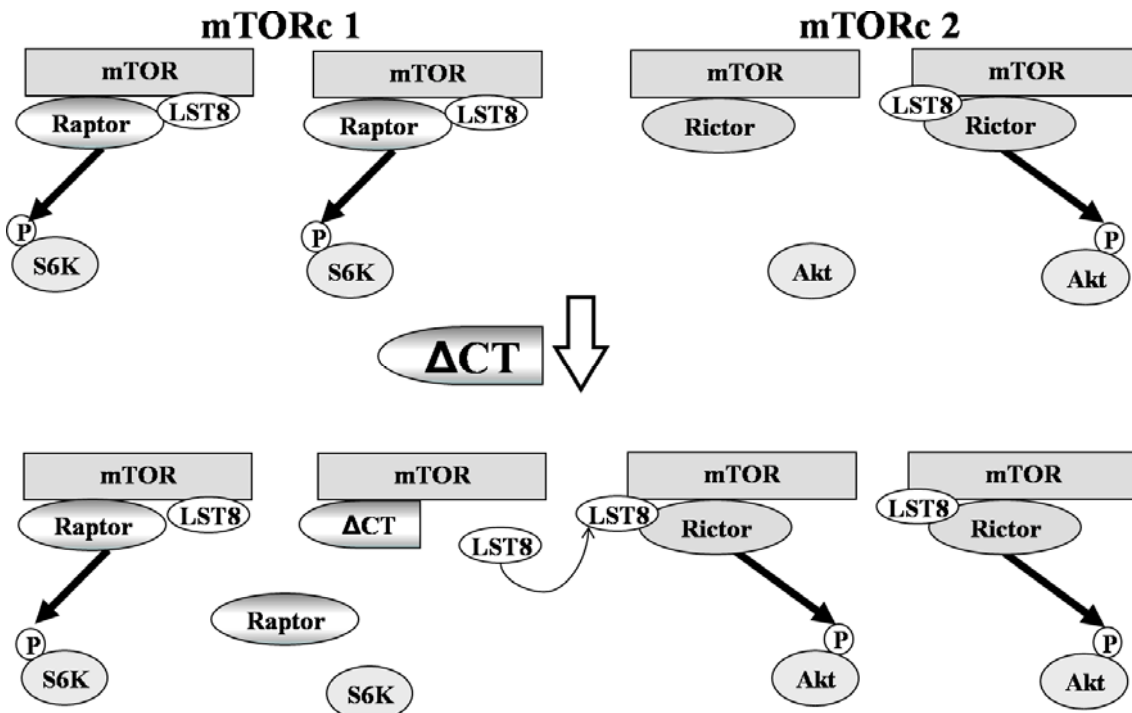 mTORc 1
mTORc 2
mTOR
mTOR
mTOR
mTOR
Raptor
LST8
Raptor
LST8
Rictor
LST8
Rictor
P
S6K
P
S6K
Akt
P
Akt
ΔCT
mTOR
mTOR
mTOR
mTOR
Raptor
LST8
ΔCT
LST8
LST8
Rictor
LST8
Rictor
Raptor
P
S6K
S6K
P
Akt
P
Akt